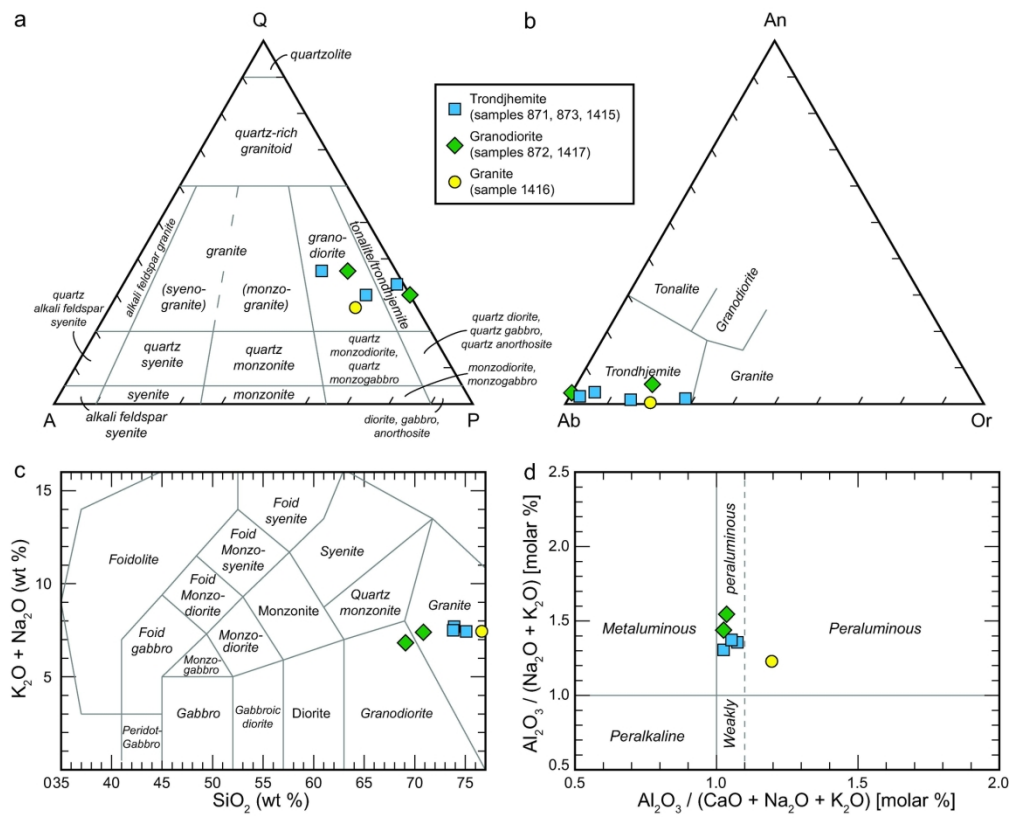 a
Q
quartzolite
quartz-rich
granitoid
alkali feldspar granite
granite
grano-
diorite
tonalite/trondhjemite
(syeno-
granite)
(monzo-
granite)
quartz
alkali feldspar
syenite
quartz
syenite
quartz
monzonite
quartz
monzodiorite,
quartz
monzogabbro
quartz diorite,
quartz gabbro,
quartz anorthosite
syenite
monzonite
monzodiorite,
monzogabbro
A
P
alkali feldspar
syenite
diorite, gabbro,
anorthosite
Trondjhemite
(samples 871, 873, 1415)
Granodiorite
(samples 872, 1417)
Granite
(sample 1416)
b
An
Tonalite
Granodiorite
Trondhjemite
Granite
Ab
Or
c
K2O + Na2O (wt %)
15
10
5
Foidolite
Foid
syenite
Foid
Monzo-
syenite
Syenite
Foid
Monzo-
diorite
Monzonite
Quartz
monzonite
Granite
Foid
gabbro
Monzo-
diorite
Monzo-
gabbro
Peridot-
Gabbro
Gabbro
Gabbroic
diorite
Diorite
Granodiorite
035 40 45 50 55 60 65 70 75
SiO2 (wt %)
d
Al2O3 / (Na2O + K2O) [molar %]
2.5
2.0
1.5
1.0
0.5
Metaluminous
Weakly peraluminous
Peraluminous
Peralkaline
0.5 1.0 1.5 2.0
Al2O3 / (CaO + Na2O + K2O) [molar %]